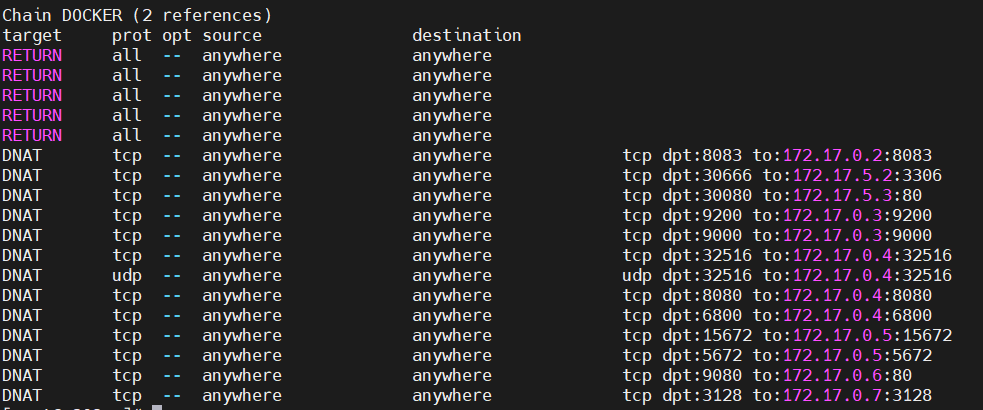 Chain DOCKER (2 references)
target     prot opt source               destination
RETURN     all  --  anywhere             anywhere
RETURN     all  --  anywhere             anywhere
RETURN     all  --  anywhere             anywhere
RETURN     all  --  anywhere             anywhere
RETURN     all  --  anywhere             anywhere
DNAT       tcp  --  anywhere             anywhere             tcp dpt:8083 to:172.17.0.2:8083
DNAT       tcp  --  anywhere             anywhere             tcp dpt:30666 to:172.17.5.2:3306
DNAT       tcp  --  anywhere             anywhere             tcp dpt:30080 to:172.17.5.3:80
DNAT       tcp  --  anywhere             anywhere             tcp dpt:9200 to:172.17.0.3:9200
DNAT       tcp  --  anywhere             anywhere             tcp dpt:9000 to:172.17.0.3:9000
DNAT       tcp  --  anywhere             anywhere             tcp dpt:32516 to:172.17.0.4:32516
DNAT       udp  --  anywhere             anywhere             udp dpt:32516 to:172.17.0.4:32516
DNAT       tcp  --  anywhere             anywhere             tcp dpt:8080 to:172.17.0.4:8080
DNAT       tcp  --  anywhere             anywhere             tcp dpt:6800 to:172.17.0.4:6800
DNAT       tcp  --  anywhere             anywhere             tcp dpt:15672 to:172.17.0.5:15672
DNAT       tcp  --  anywhere             anywhere             tcp dpt:5672 to:172.17.0.5:5672
DNAT       tcp  --  anywhere             anywhere             tcp dpt:9080 to:172.17.0.6:80
DNAT       tcp  --  anywhere             anywhere             tcp dpt:3128 to:172.17.0.7:3128